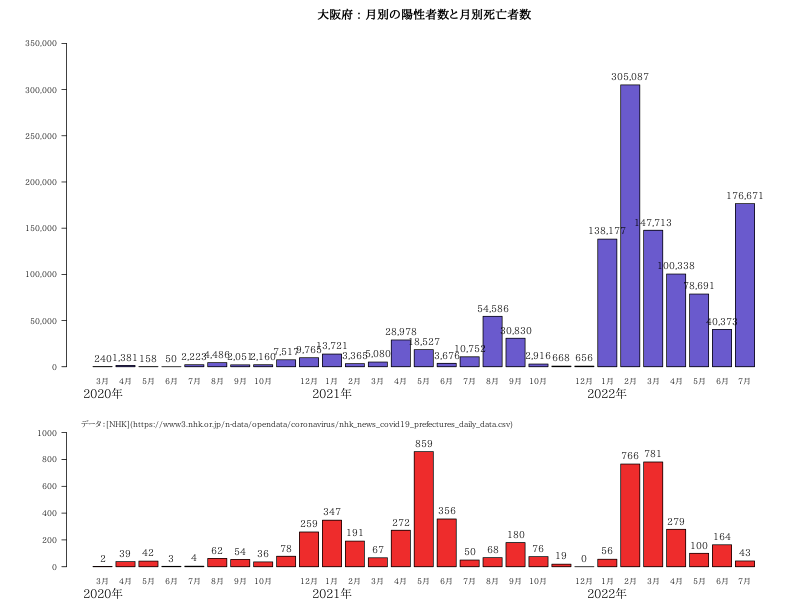 大阪府：月別の陽性者数と月別死亡者数
350,000
300,000
250,000
200,000
150,000
100,000
50,000
0
240 1,381 158 50 2,223 4,486 2,051 2,160 7,517 9,765 13,721 3,365 5,080 28,978 18,527 3,676 10,752 54,586 30,830 2,916 668 656 138,177 305,087 147,713 100,338 78,691 40,373 176,671
3月 4月 5月 6月 7月 8月 9月 10月 12月 1月 2月 3月 4月 5月 6月 7月 8月 9月 10月 12月 1月 2月 3月 4月 5月 6月 7月
2020年 2021年 2022年
データ：[NHK](https://www3.nhk.or.jp/n-data/opendata/coronavirus/nhk_news_covid19_prefectures_daily_data.csv)
1000
800
600
400
200
0
2 39 42 3 4 62 54 36 78 259 347 191 67 272 859 356 50 68 180 76 19 0 56 766 781 279 100 164 43
3月 4月 5月 6月 7月 8月 9月 10月 12月 1月 2月 3月 4月 5月 6月 7月 8月 9月 10月 12月 1月 2月 3月 4月 5月 6月 7月
2020年 2021年 2022年